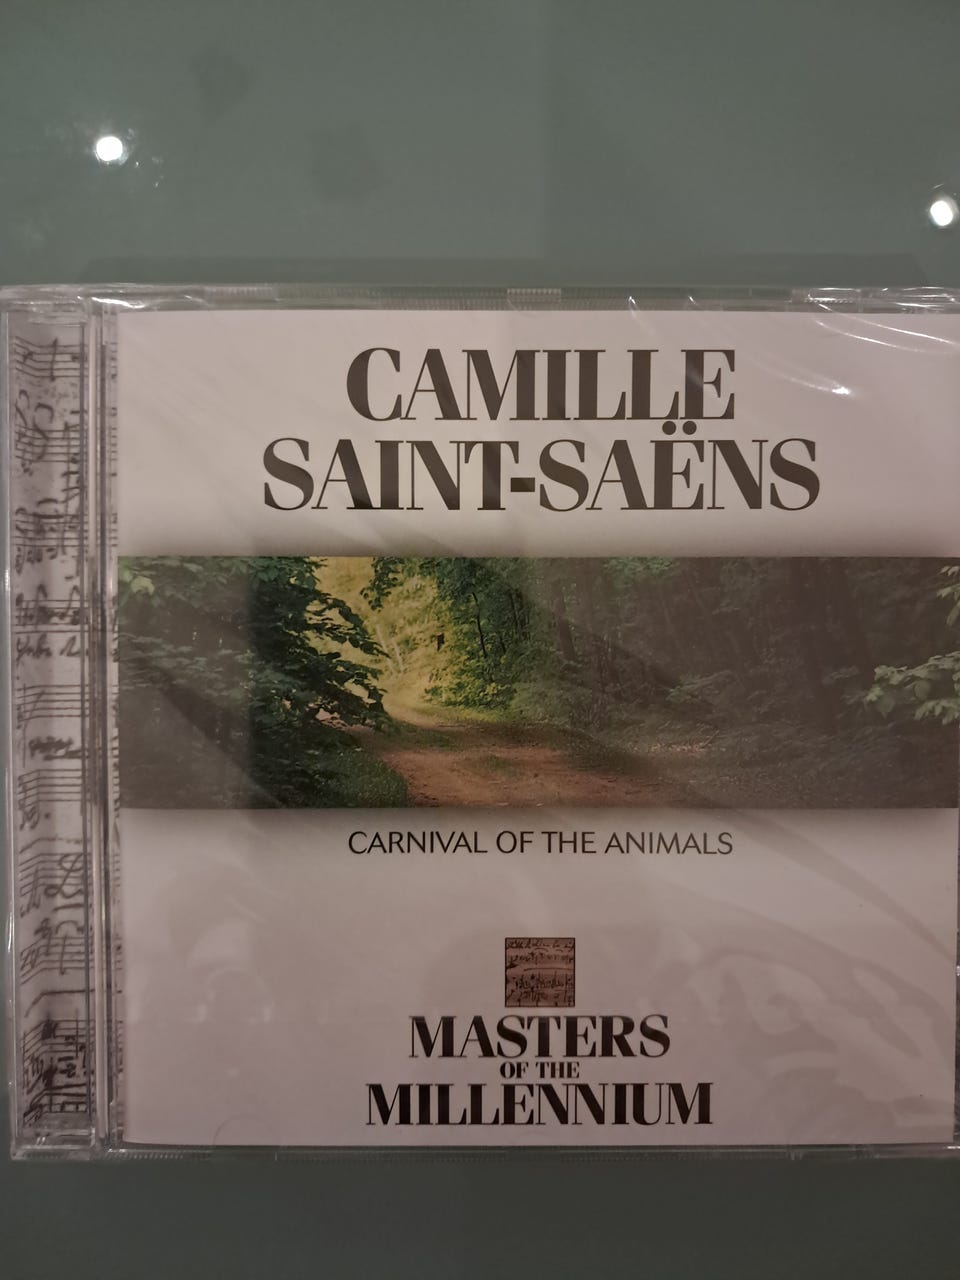 CAMILLE
SAINT-SAËNS
CARNIVAL OF THE ANIMALS
MASTERS
OF THE
MILLENNIUM